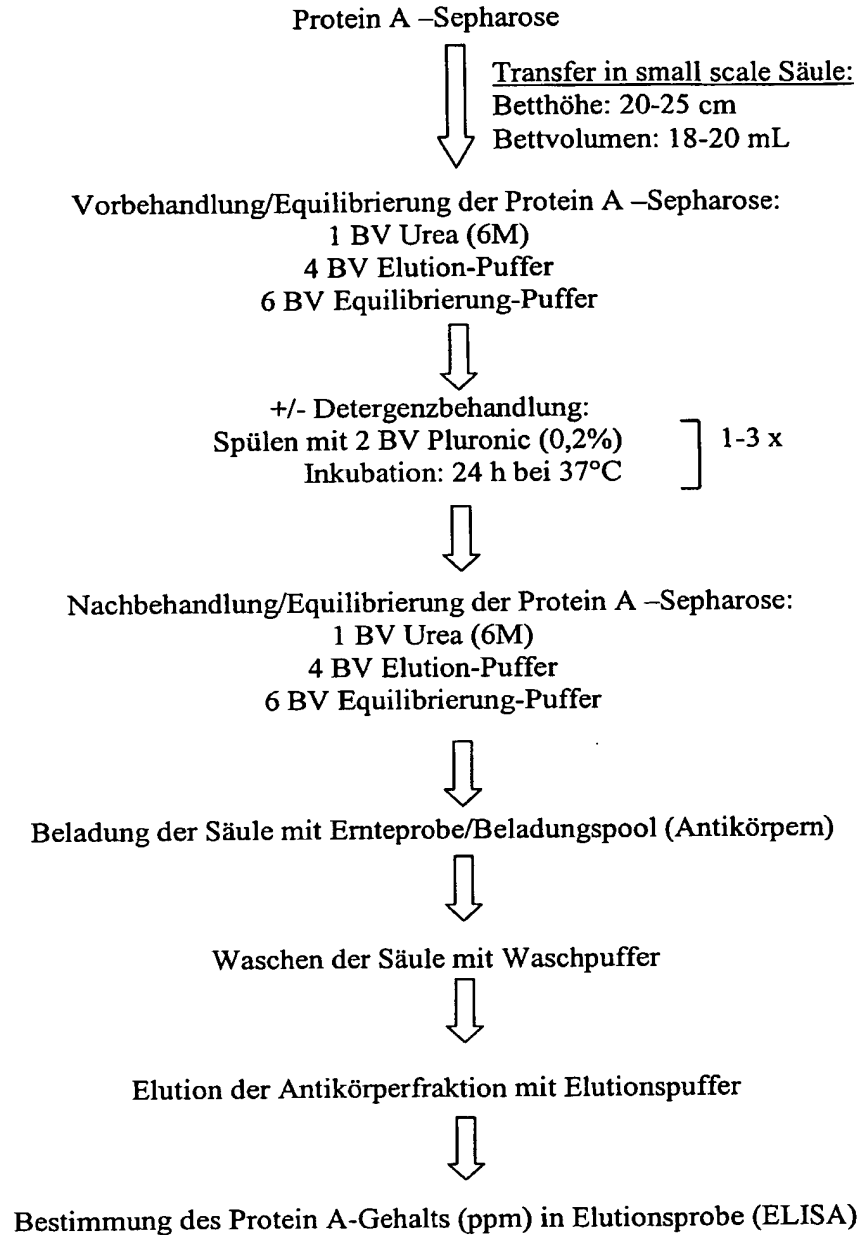 Protein A –Sepharose
Transfer in small scale Säule:
Betthöhe: 20-25 cm
Bettvolumen: 18-20 mL
Vorbehandlung/Equilibrierung der Protein A –Sepharose:
1 BV Urea (6M)
4 BV Elution-Puffer
6 BV Equilibrierung-Puffer
+/- Detergenzbehandlung:
Spülen mit 2 BV Pluronic (0,2%)
Inkubation: 24 h bei 37°C
1-3 x
Nachbehandlung/Equilibrierung der Protein A –Sepharose:
1 BV Urea (6M)
4 BV Elution-Puffer
6 BV Equilibrierung-Puffer
Beladung der Säule mit Ernteprobe/Beladungspool (Antikörpern)
Waschen der Säule mit Waschpuffer
Elution der Antikörperfraktion mit Elutionspuffer
Bestimmung des Protein A-Gehalts (ppm) in Elutionsprobe (ELISA)